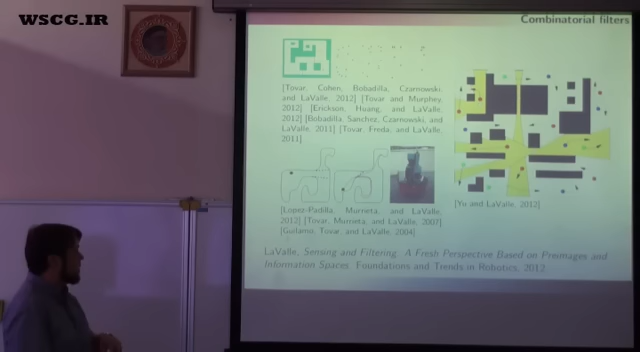 WSCG.IR
Combinatorial filters
[Tovar, Cohen, Bobadilla, Czarnowski
and LaValle, 2012] [Tovar and Murphey,
2012] [Erickson, Huang, and LaValle,
2012] [Bobadilla, Sanchez, Czarnowski, and
LaValle, 2011] [Tovar, Freda, and LaValle,
2011]
[Lopez-Padilla Murrieta, and LaValle,
2012] [Tovar, Murrieta, and LaValle, 2007]
[Guilamo, Tovar, and LaValle, 2004]
[Yu and LaValle, 2012]
LaValle, Sensing and Filtering: A Fresh Perspective Based on Preimages and
Information Spaces. Foundations and Trends in Robotics, 2012.